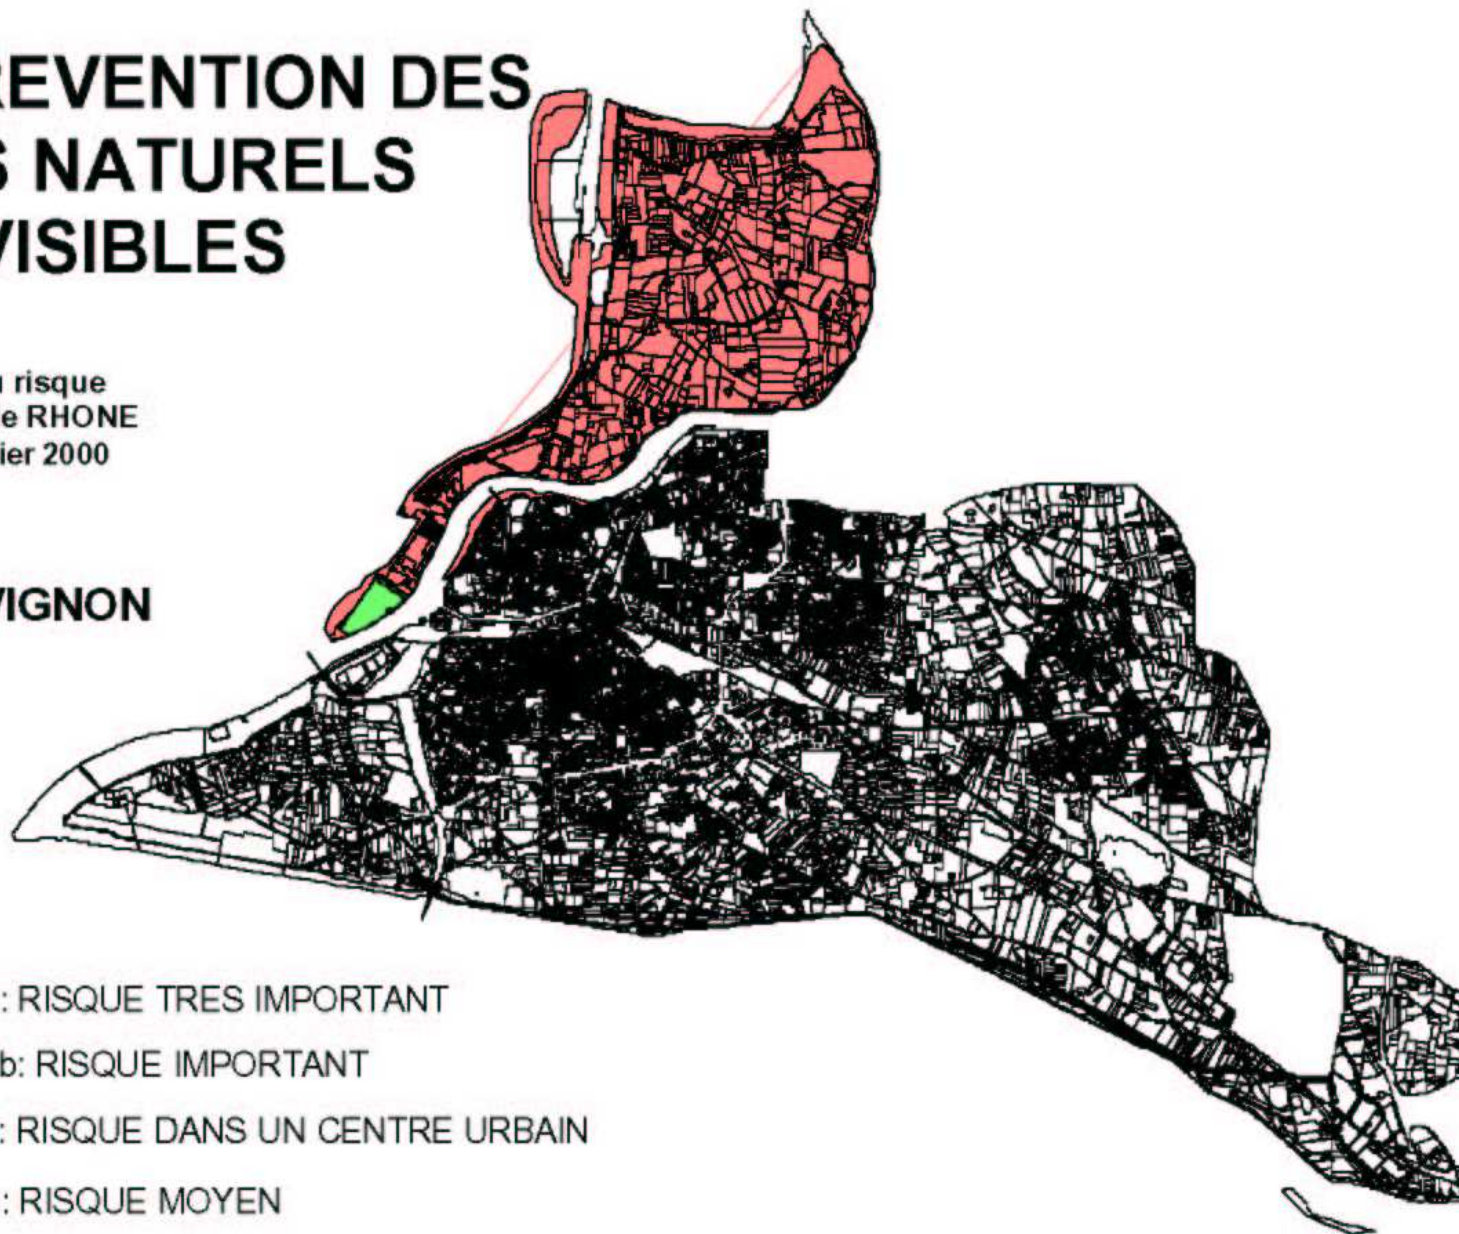 REVENTION DES
S NATURELS
VISIBLES
u risque
e RHONE
ier 2000
VIGNON
: RISQUE TRES IMPORTANT
b: RISQUE IMPORTANT
: RISQUE DANS UN CENTRE URBAIN
: RISQUE MOYEN